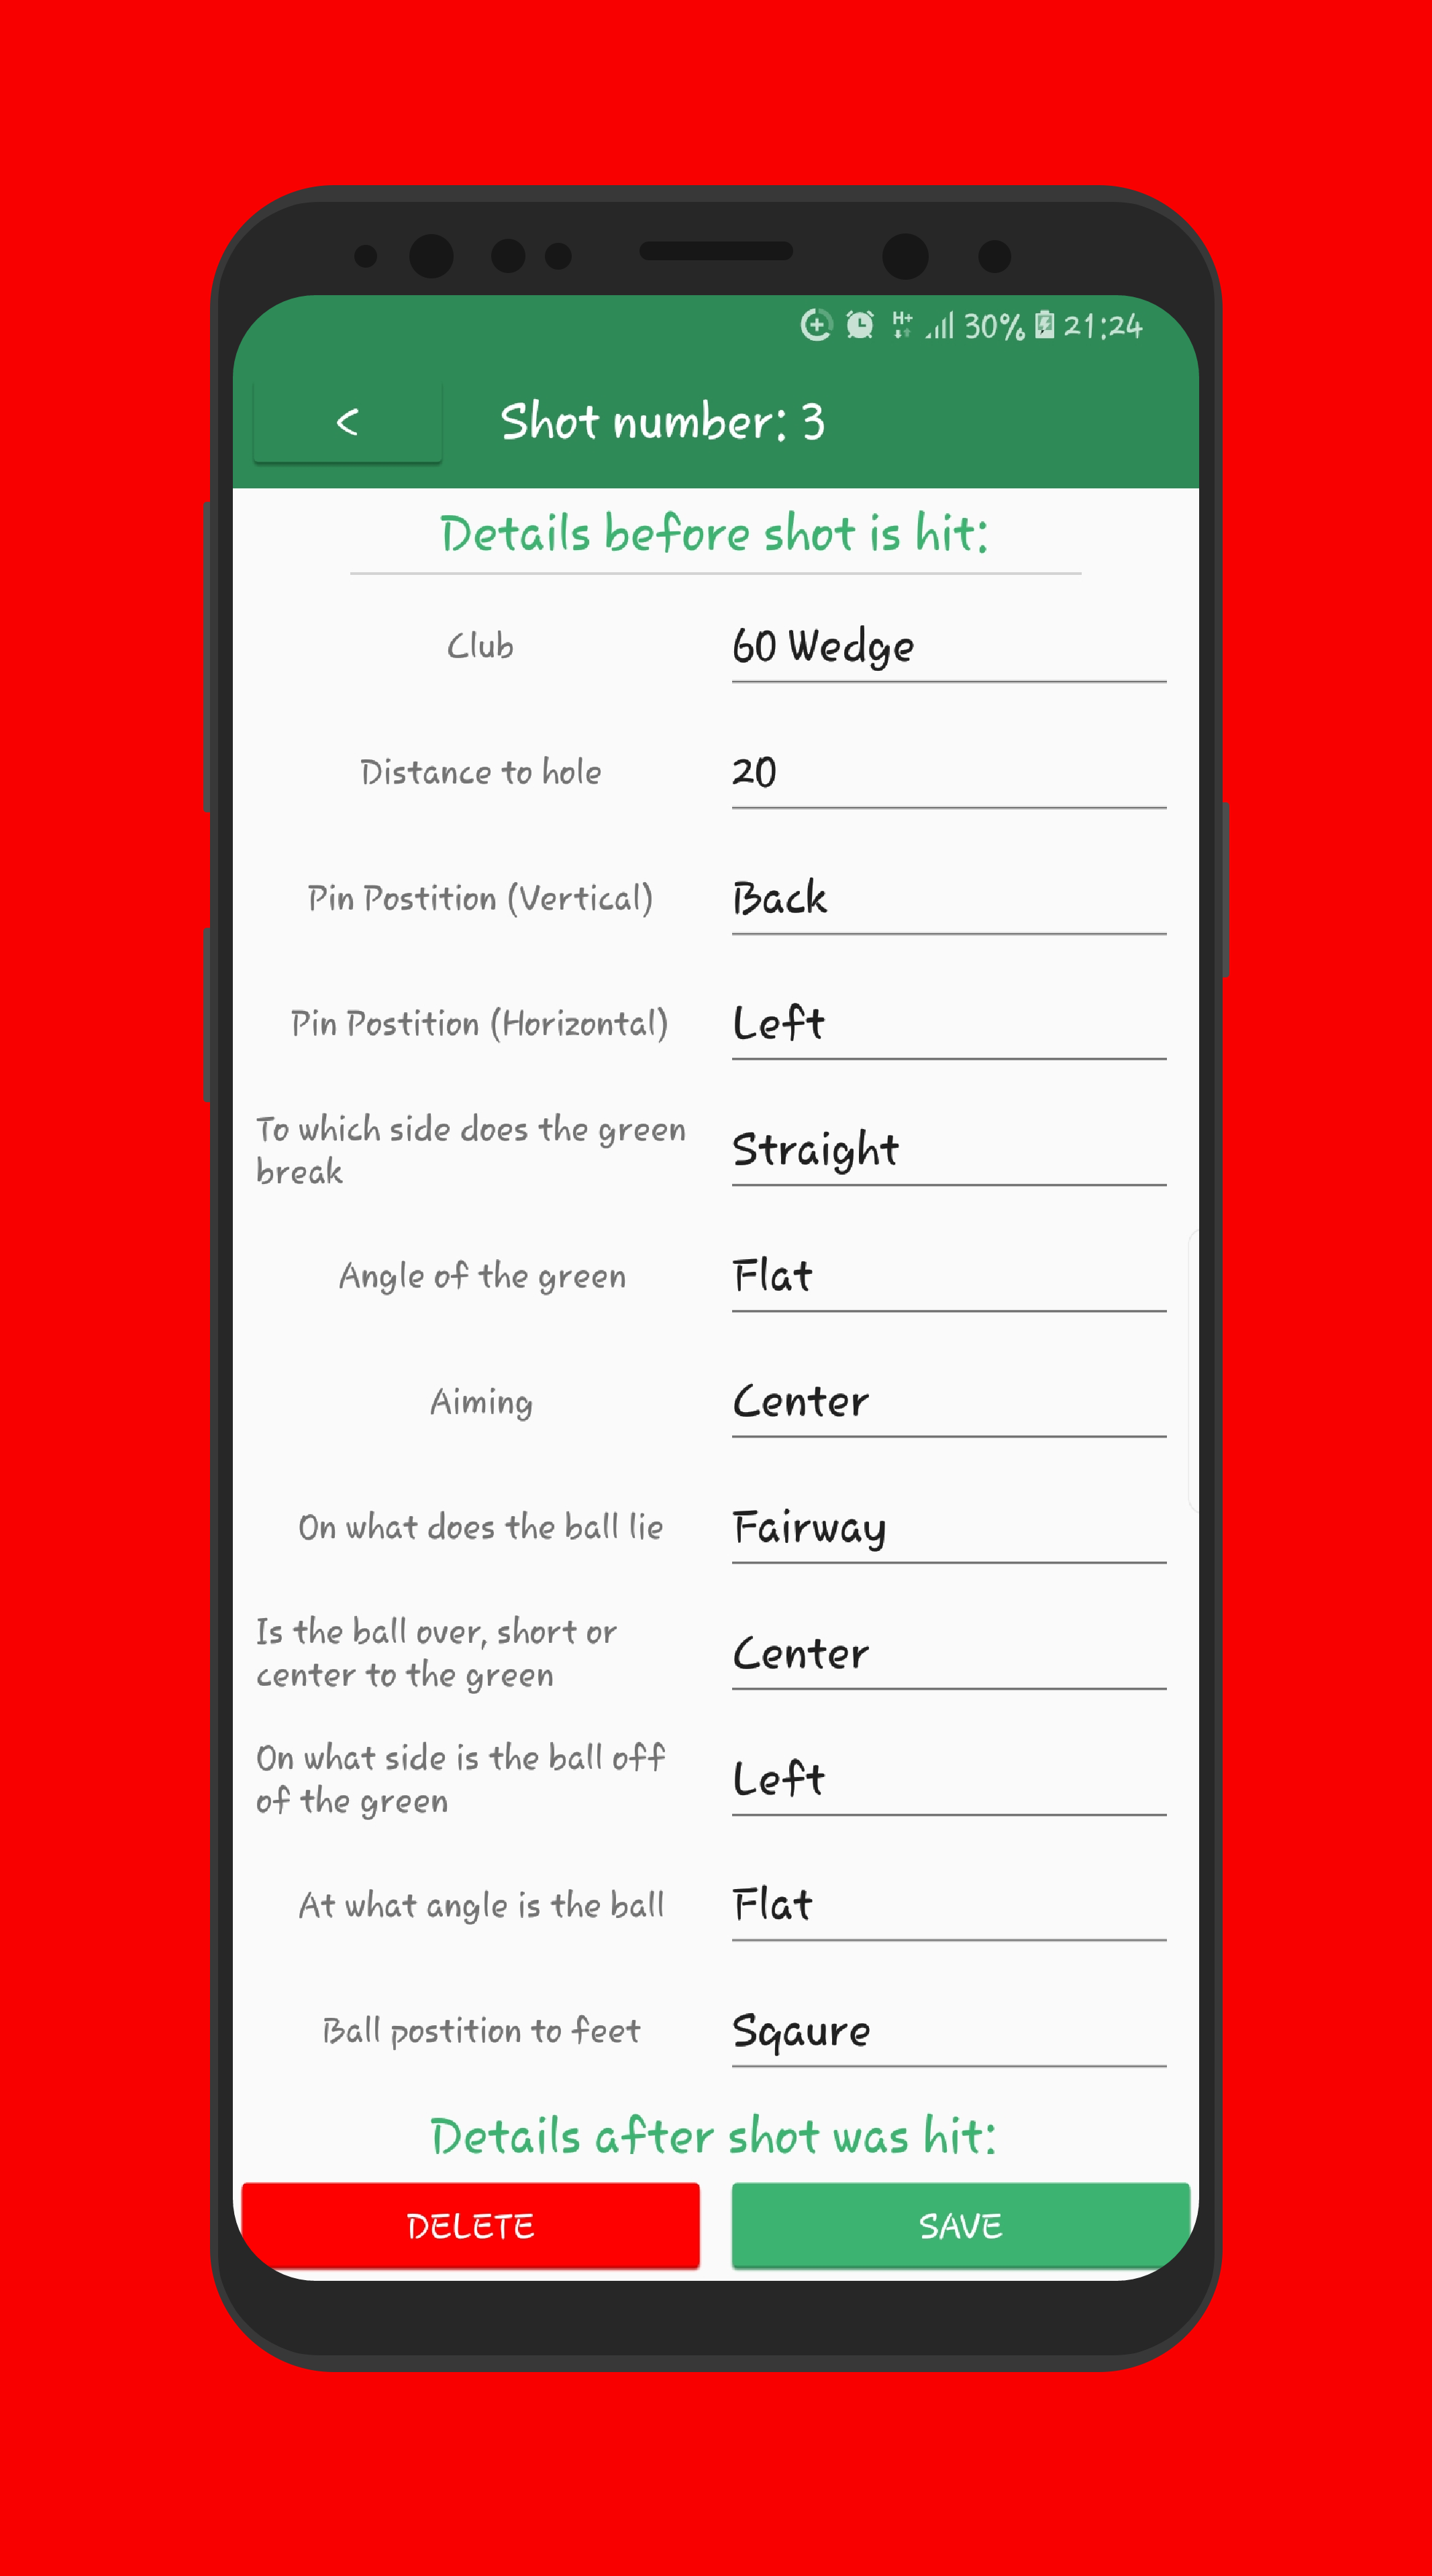 H+ 30% 21:24
< Shot number: 3
Details before shot is hit:
Club 60 Wedge
Distance to hole 20
Pin Postition (Vertical) Back
Pin Postition (Horizontal) Left
To which side does the green
break Straight
Angle of the green Flat
Aiming Center
On what does the ball lie Fairway
Is the ball over, short or
center to the green Center
On what side is the ball off
of the green Left
At what angle is the ball Flat
Ball postition to feet Sqaure
Details after shot was hit:
DELETE SAVE